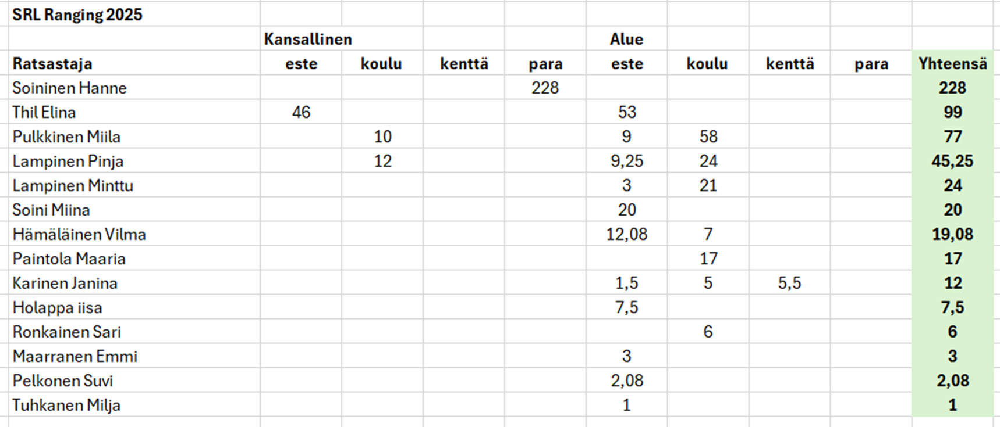 SRL Ranging 2025
Kansallinen Alue
Ratsastaja este koulu kenttä para este koulu kenttä para Yhteensä
Soininen Hanne 228 228
Thil Elina 46 53 99
Pulkkinen Miila 10 9 58 77
Lampinen Pinja 12 9,25 24 45,25
Lampinen Minttu 3 21 24
Soini Miina 20 20
Hämäläinen Vilma 12,08 7 19,08
Paintola Maaria 17 17
Karinen Janina 1,5 5 5,5 12
Holappa iisa 7,5 7,5
Ronkainen Sari 6 6
Maarranen Emmi 3 3
Pelkonen Suvi 2,08 2,08
Tuhkanen Milja 1 1